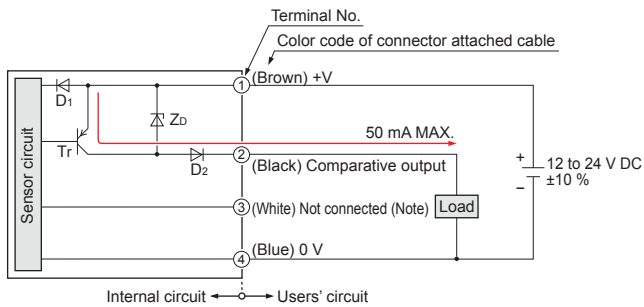 Terminal No.
Color code of connector attached cable
1 (Brown) +V
D1
ZD
50 mA MAX.
Tr
D2
2
(Black) Comparative output
+
12 to 24 V DC
±10 %
−
Sensor circuit
3 (White) Not connected (Note)
Load
4 (Blue) 0 V
Internal circuit
Users' circuit